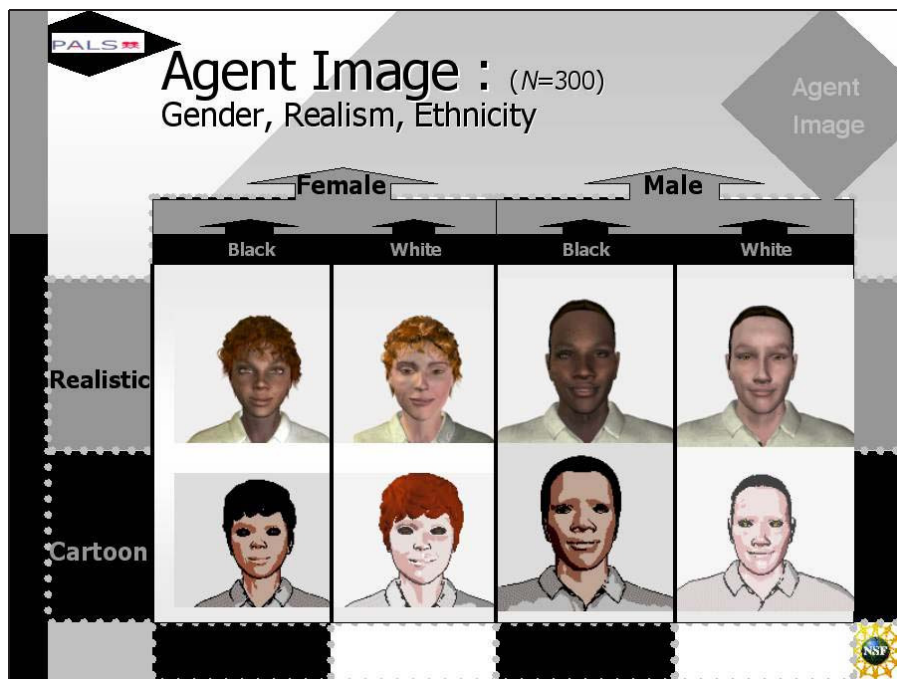 PALS
Agent Image : (N=300)
Gender, Realism, Ethnicity
Agent
Image
Female Male
Black White Black White
Realistic
Cartoon
NSF